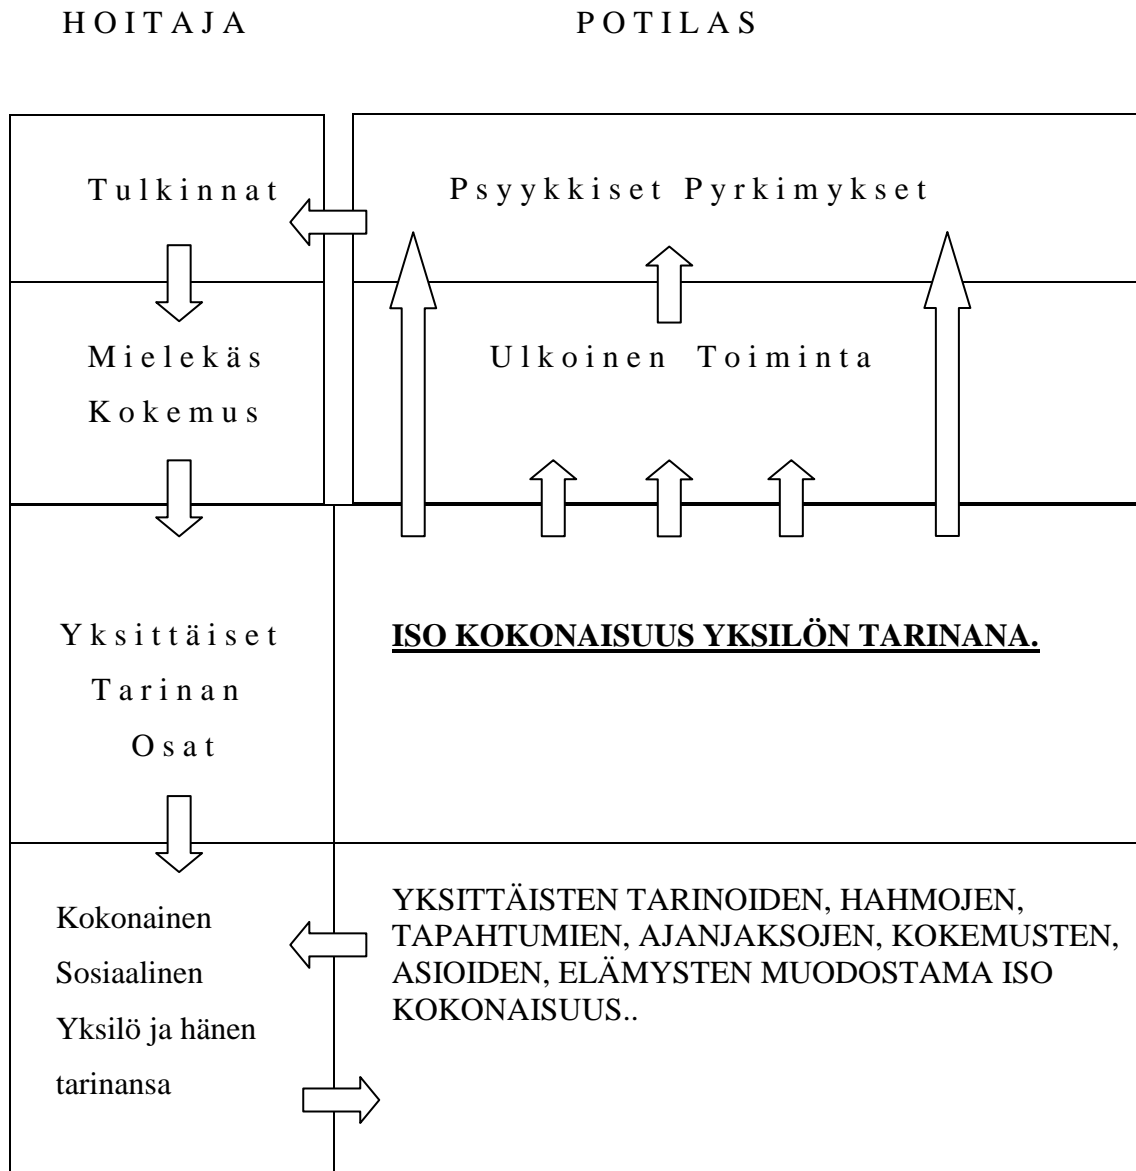 HOITAJA POTILAS
Tulkinnat
Psyykkiset Pyrkimykset
Mielekäs
Kokemus
Ulkoinen Toiminta
Yksittäiset
Tarinan
Osat
ISO KOKONAISUUS YKSILÖN TARINANA.
Kokonainen
Sosiaalinen
Yksilö ja hänen
tarinansa
YKSITTÄISTEN TARINOIDEN, HAHMOJEN,
TAPAHTUMIEN, AJANJAKSOJEN, KOKEMUSTEN,
ASIOIDEN, ELÄMYSTEN MUODOSTAMA ISO
KOKONAISUUS..